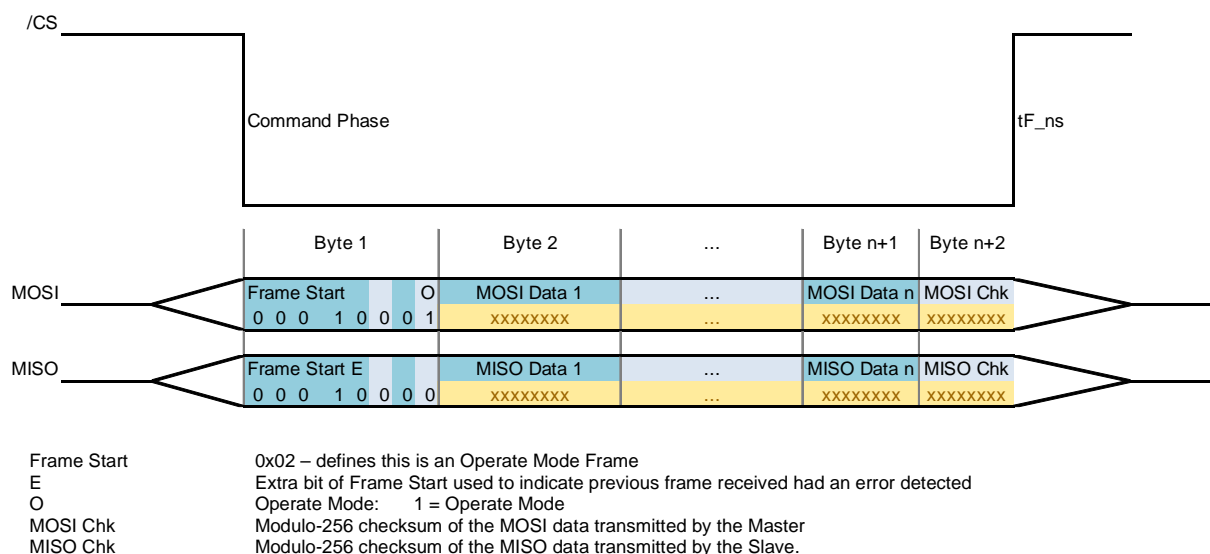 /CS
Command Phase
tF_ns
Byte 1 Byte 2 ... Byte n+1 Byte n+2
MOSI
Frame Start O MOSI Data 1 ... MOSI Data n MOSI Chk
0 0 0 1 0 0 0 1 xxxxxxxx ... xxxxxxxx xxxxxxxx
MISO
Frame Start E MISO Data 1 ... MISO Data n MISO Chk
0 0 0 1 0 0 0 0 xxxxxxxx ... xxxxxxxx xxxxxxxx
Frame Start 0x02 – defines this is an Operate Mode Frame
E Extra bit of Frame Start used to indicate previous frame received had an error detected
O Operate Mode: 1 = Operate Mode
MOSI Chk Modulo-256 checksum of the MOSI data transmitted by the Master
MISO Chk Modulo-256 checksum of the MISO data transmitted by the Slave.